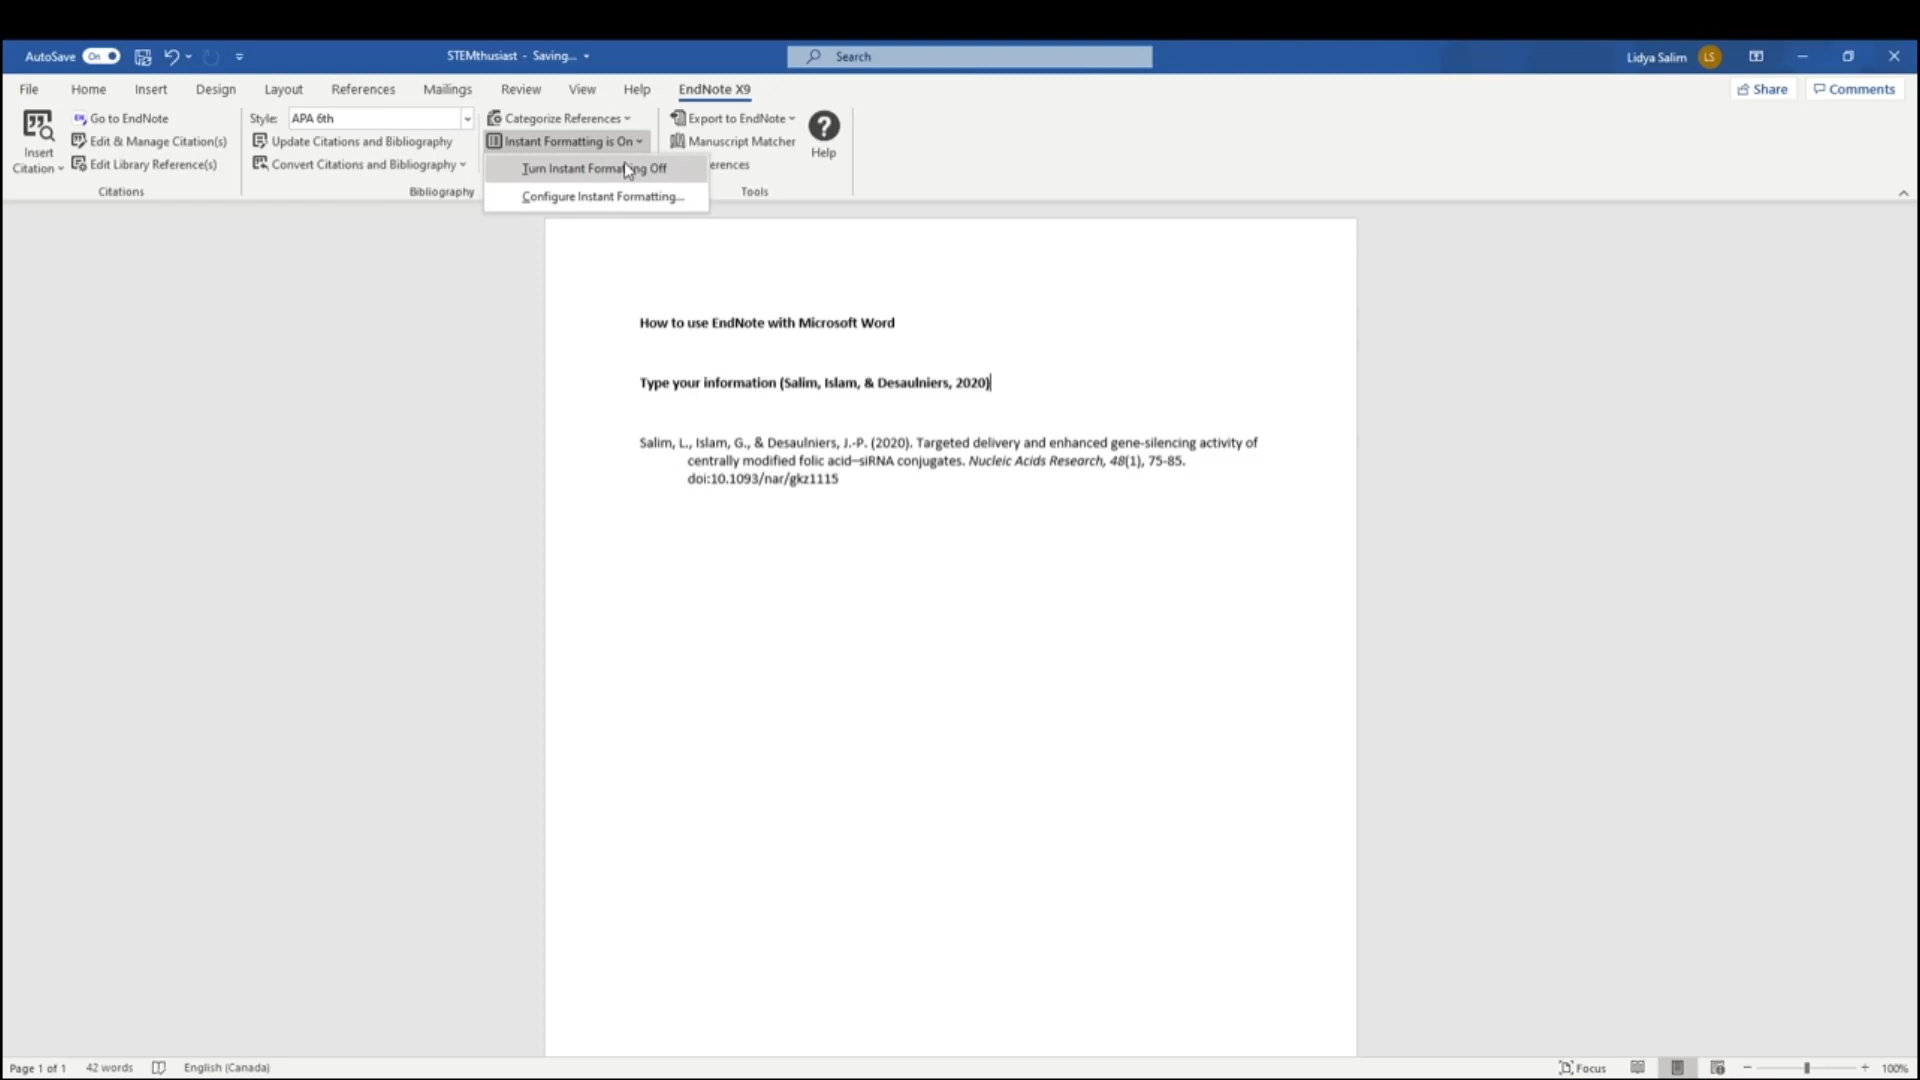 AutoSave On STEMthusiast - Saving... Search Lidya Salim LS
File Home Insert Design Layout References Mailings Review View Help EndNote X9 Share Comments
Insert Citation
Go to EndNote
Edit & Manage Citation(s)
Edit Library Reference(s)
Citations
Style: APA 6th
Update Citations and Bibliography
Convert Citations and Bibliography
Bibliography
Categorize References
Instant Formatting is On
Turn Instant Formatting Off
Configure Instant Formatting...
Export to EndNote
Manuscript Matcher
erences
Tools
Help
How to use EndNote with Microsoft Word
Type your information (Salim, Islam, & Desaulniers, 2020)
Salim, L., Islam, G., & Desaulniers, J.-P. (2020). Targeted delivery and enhanced gene-silencing activity of
centrally modified folic acid–siRNA conjugates. Nucleic Acids Research, 48(1), 75-85.
doi:10.1093/nar/gkz1115
Page 1 of 1 42 words English (Canada) Focus 100%